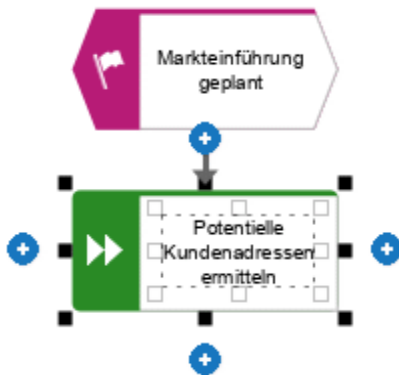 Markteinführung
geplant
Potentielle
Kundenadressen
ermitteln